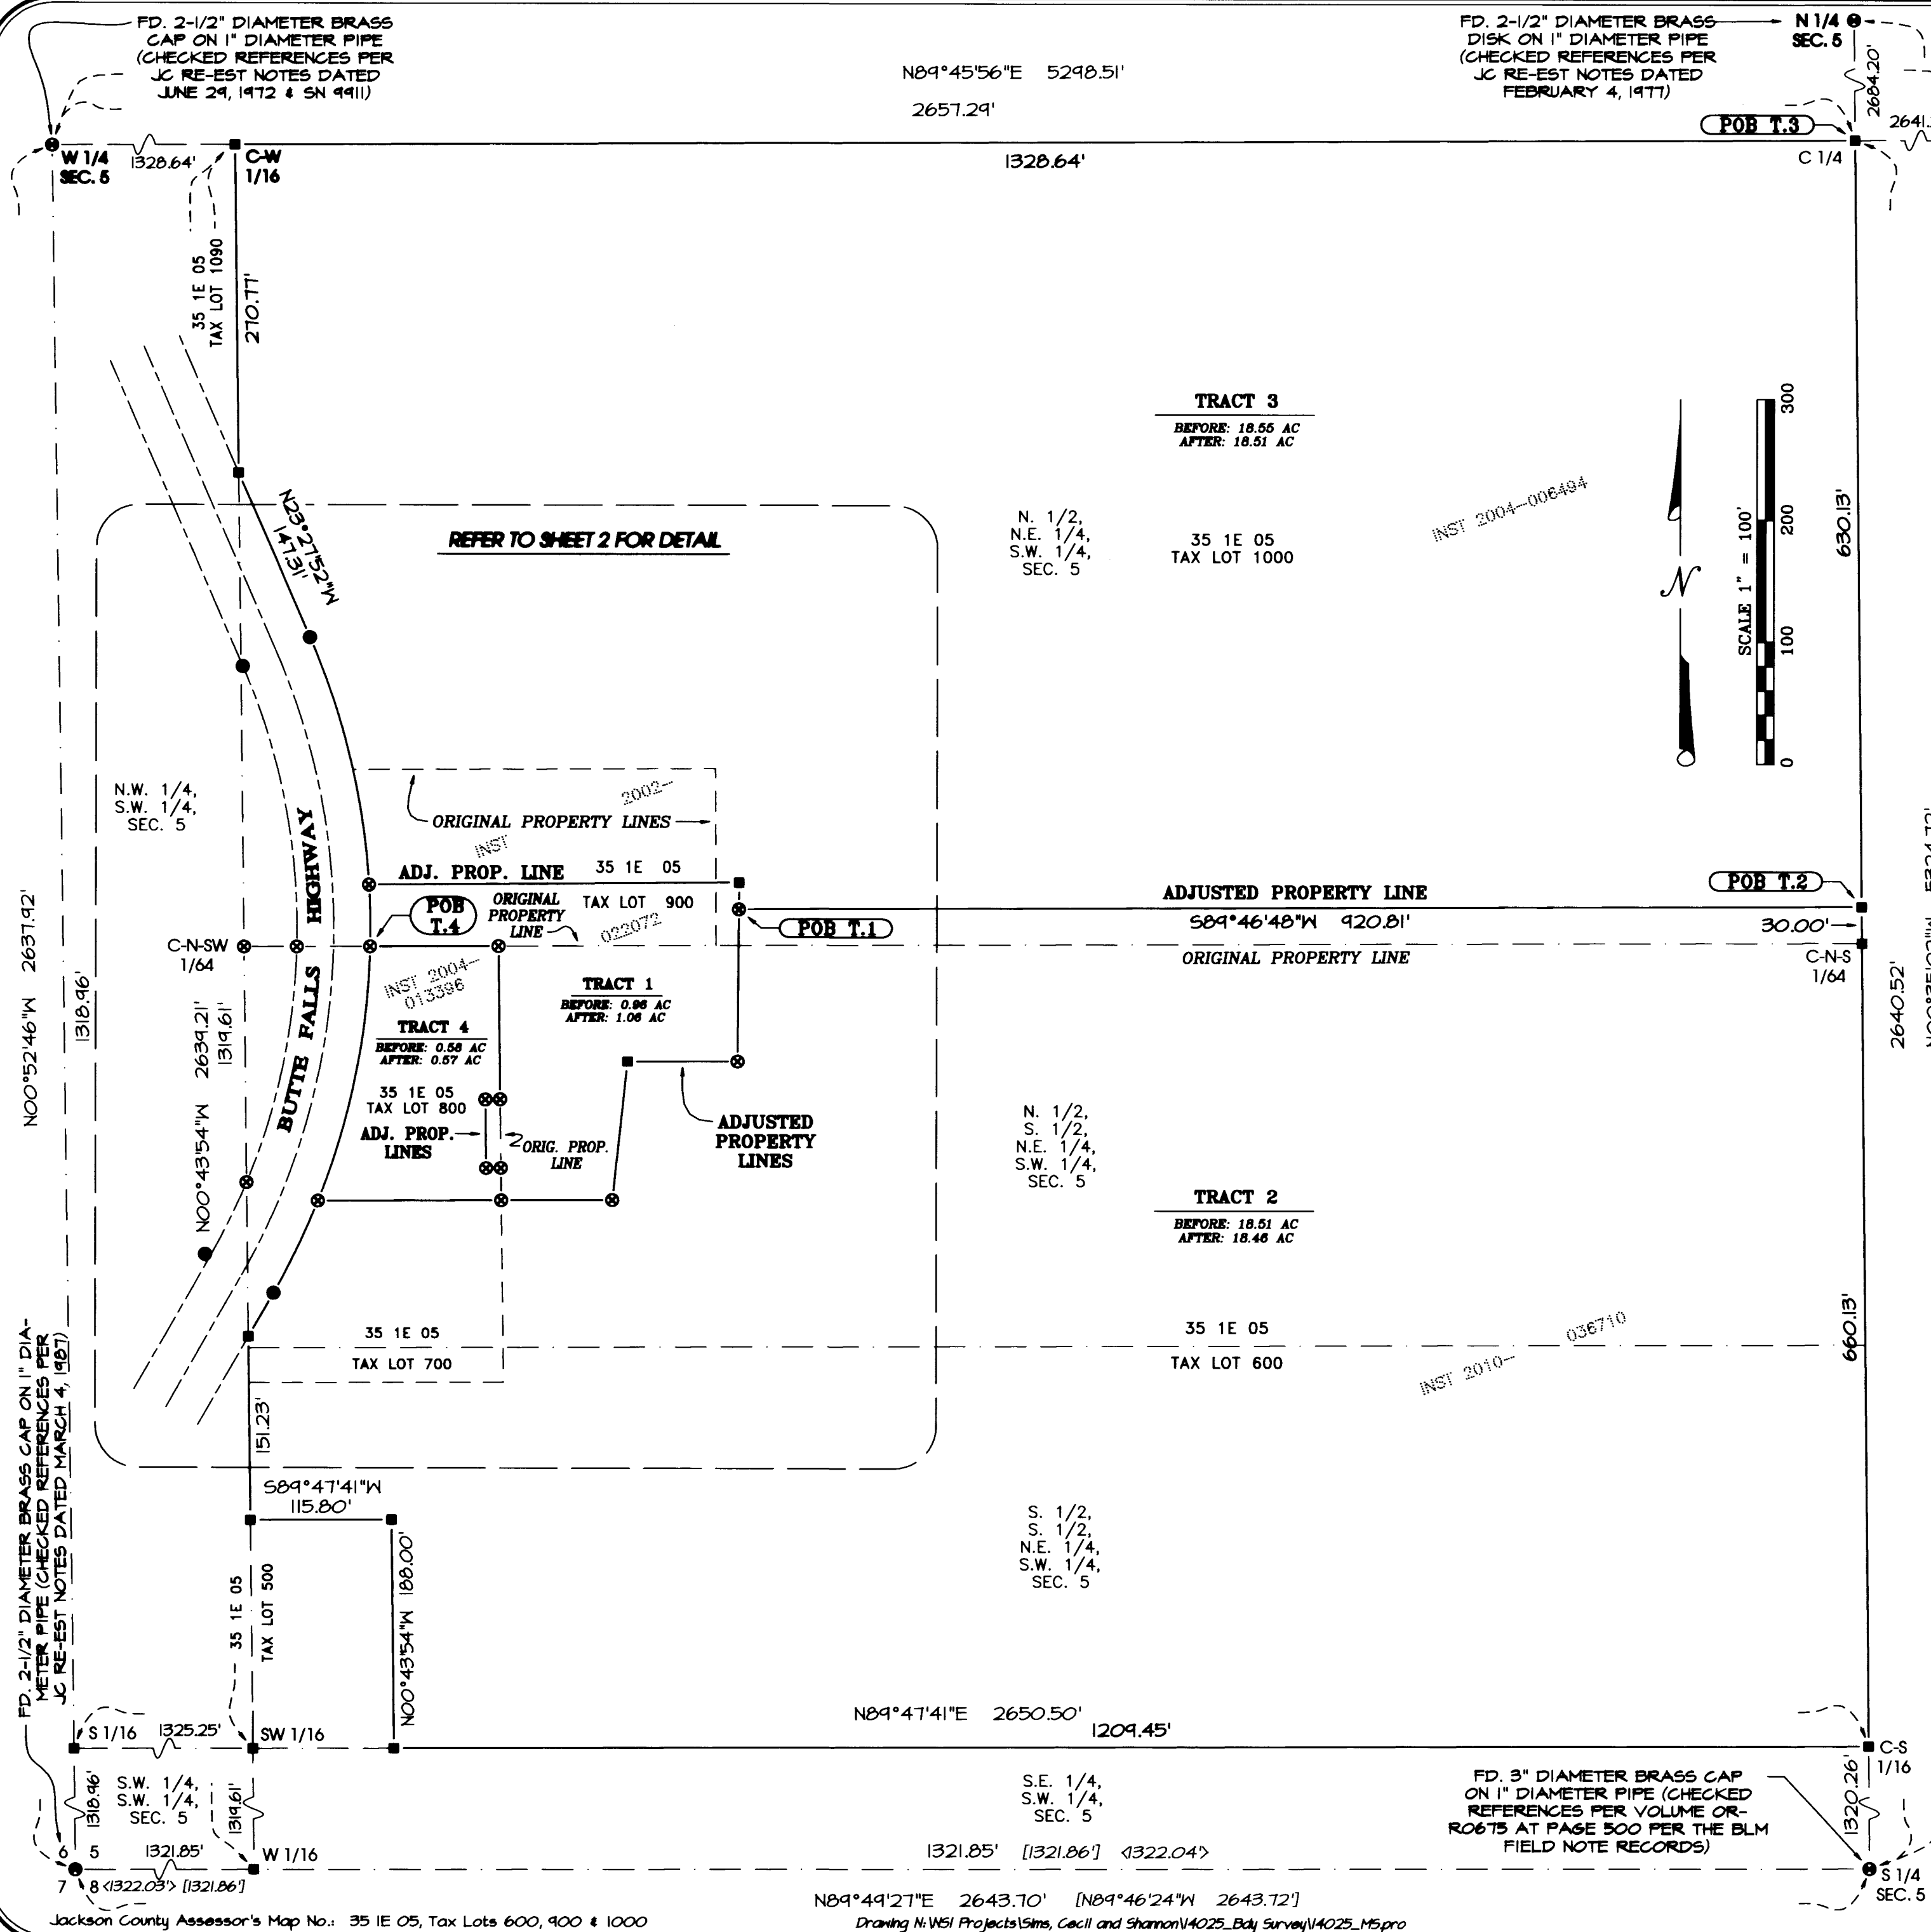 FD. 2-1/2" DIAMETER BRASS
CAP ON 1" DIAMETER PIPE
(CHECKED REFERENCES PER
JC RE-EST NOTES DATED
JUNE 29, 1972 & SN 9911)
N89°45'56"E 5298.51'
2657.29'
FD. 2-1/2" DIAMETER BRASS
DISK ON 1" DIAMETER PIPE
(CHECKED REFERENCES PER
JC RE-EST NOTES DATED
FEBRUARY 4, 1977)
N 1/4
SEC. 5
2684.20'
POB T.3
2641.
C 1/4
W 1/4
SEC. 5
1328.64'
C-W
1/16
1328.64'
35 1E 05
TAX LOT 1090
270.77'
N23°27'52"W
147.31'
REFER TO SHEET 2 FOR DETAIL
TRACT 3
BEFORE: 18.55 AC
AFTER: 18.51 AC
N. 1/2,
N.E. 1/4,
S.W. 1/4,
SEC. 5
35 1E 05
TAX LOT 1000
INST 2004-006494
N
SCALE 1" = 100'
0
100
200
300
630.13'
N.W. 1/4,
S.W. 1/4,
SEC. 5
BUTTE FALLS HIGHWAY
2002-
ORIGINAL PROPERTY LINES
INST
ADJ. PROP. LINE
35 1E 05
TAX LOT 900
POB
T.4
ORIGINAL
PROPERTY
LINE
022072
POB T.1
ADJUSTED PROPERTY LINE
S89°46'48"W 920.81'
ORIGINAL PROPERTY LINE
POB T.2
30.00'
C-N-S
1/64
C-N-SW
1/64
INST 2004-
013396
TRACT 1
BEFORE: 0.96 AC
AFTER: 1.06 AC
TRACT 4
BEFORE: 0.58 AC
AFTER: 0.57 AC
35 1E 05
TAX LOT 800
ADJ. PROP.
LINES
ORIG. PROP.
LINE
ADJUSTED
PROPERTY
LINES
N00°52'46"W 2637.92'
1318.96'
N00°43'54"W 2639.21'
1319.61'
2640.52'
N. 1/2,
S. 1/2,
N.E. 1/4,
S.W. 1/4,
SEC. 5
TRACT 2
BEFORE: 18.51 AC
AFTER: 18.46 AC
35 1E 05
TAX LOT 700
35 1E 05
TAX LOT 600
036710
INST 2010-
660.13'
151.23'
S89°47'41"W
115.80'
35 1E 05
TAX LOT 500
N00°43'54"W 188.00'
S. 1/2,
S. 1/2,
N.E. 1/4,
S.W. 1/4,
SEC. 5
FD. 2-1/2" DIAMETER BRASS CAP ON 1" DIA-
METER PIPE (CHECKED REFERENCES PER
JC RE-EST NOTES DATED MARCH 4, 1987)
S 1/16
1325.25'
SW 1/16
N89°47'41"E 2650.50'
1209.45'
C-S
1/16
1318.96'
S.W. 1/4,
S.W. 1/4,
SEC. 5
1319.61'
S.E. 1/4,
S.W. 1/4,
SEC. 5
FD. 3" DIAMETER BRASS CAP
ON 1" DIAMETER PIPE (CHECKED
REFERENCES PER VOLUME OR-
R0675 AT PAGE 500 PER THE BLM
FIELD NOTE RECORDS)
1320.26'
6 5
7 8
1321.85'
<1322.03'> [1321.86']
W 1/16
1321.85' [1321.86'] <1322.04'>
S 1/4
SEC. 5
N89°49'27"E 2643.70' [N89°46'24"W 2643.72']
Jackson County Assessor's Map No.: 35 1E 05, Tax Lots 600, 900 & 1000
Drawing N:\WSI Projects\Sims, Cecil and Shannon\14025_Bdy Survey\14025_MS.pro